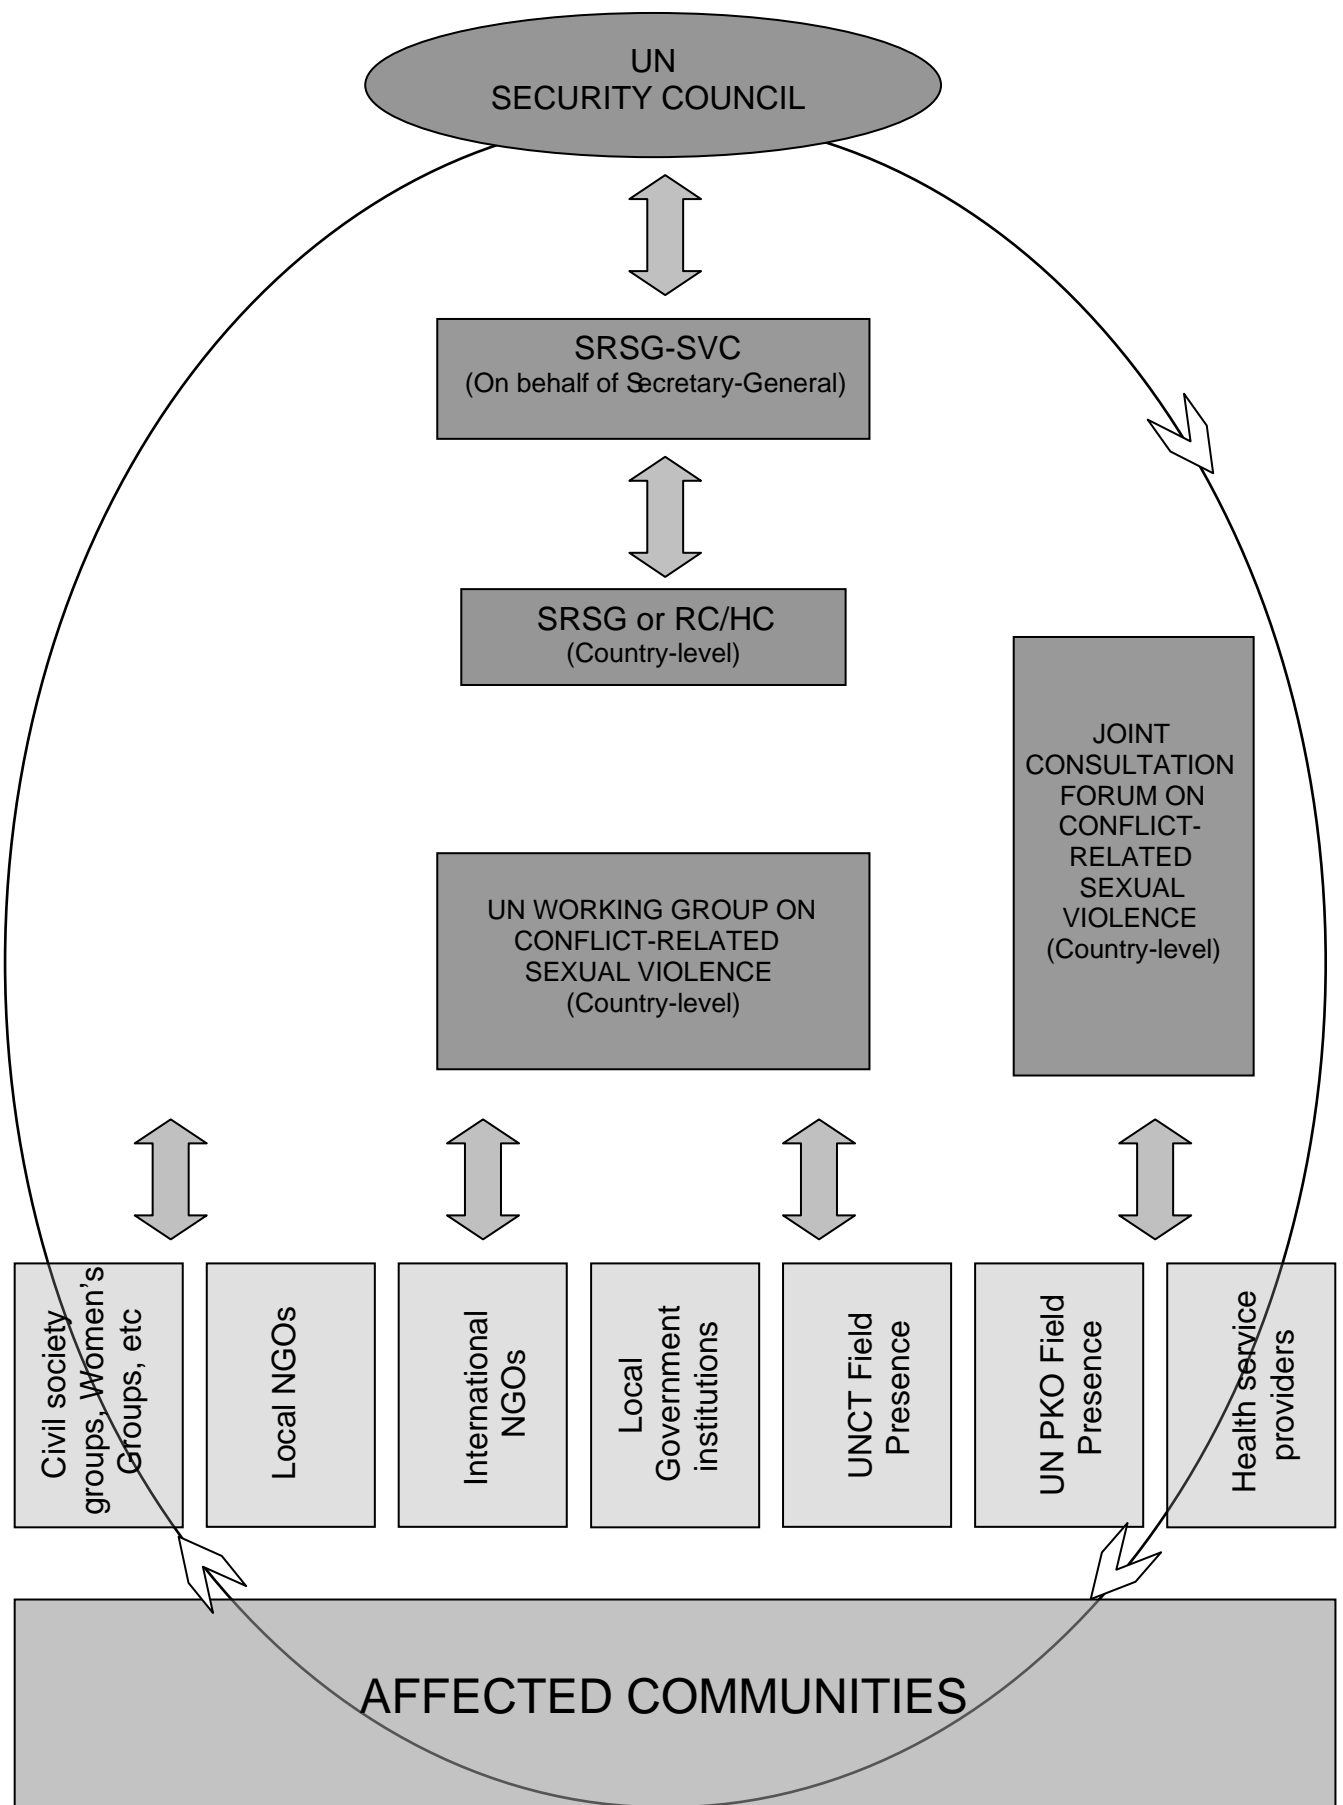 UN
SECURITY COUNCIL
SRSG-SVC
(On behalf of Secretary-General)
SRSG or RC/HC
(Country-level)
JOINT
CONSULTATION
FORUM ON
CONFLICT-
RELATED
SEXUAL
VIOLENCE
(Country-level)
UN WORKING GROUP ON
CONFLICT-RELATED
SEXUAL VIOLENCE
(Country-level)
Civil society
groups, Women's
Groups, etc
Local NGOs
International
NGOs
Local
Government
institutions
UNCT Field
Presence
UN PKO Field
Presence
Health service
providers
AFFECTED COMMUNITIES